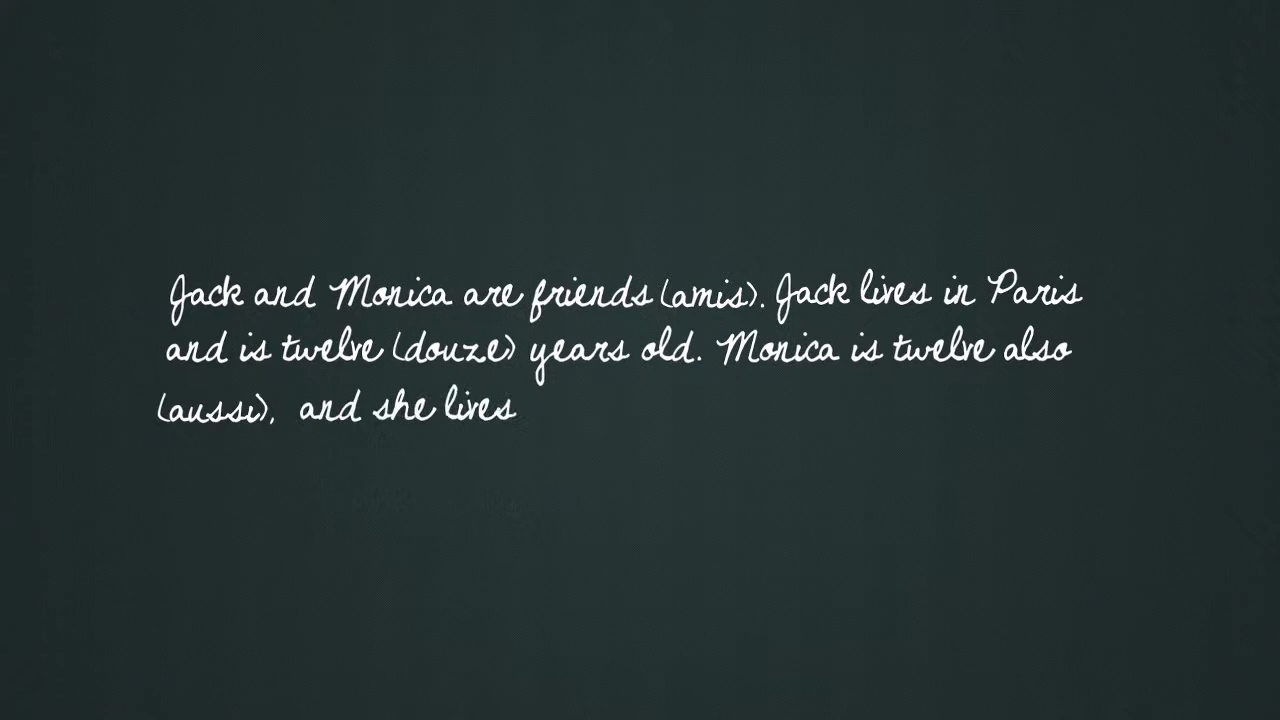 Jack and Monica are friends (amis). Jack lives in Paris
and is twelve (douze) years old. Monica is twelve also
(aussi), and she lives